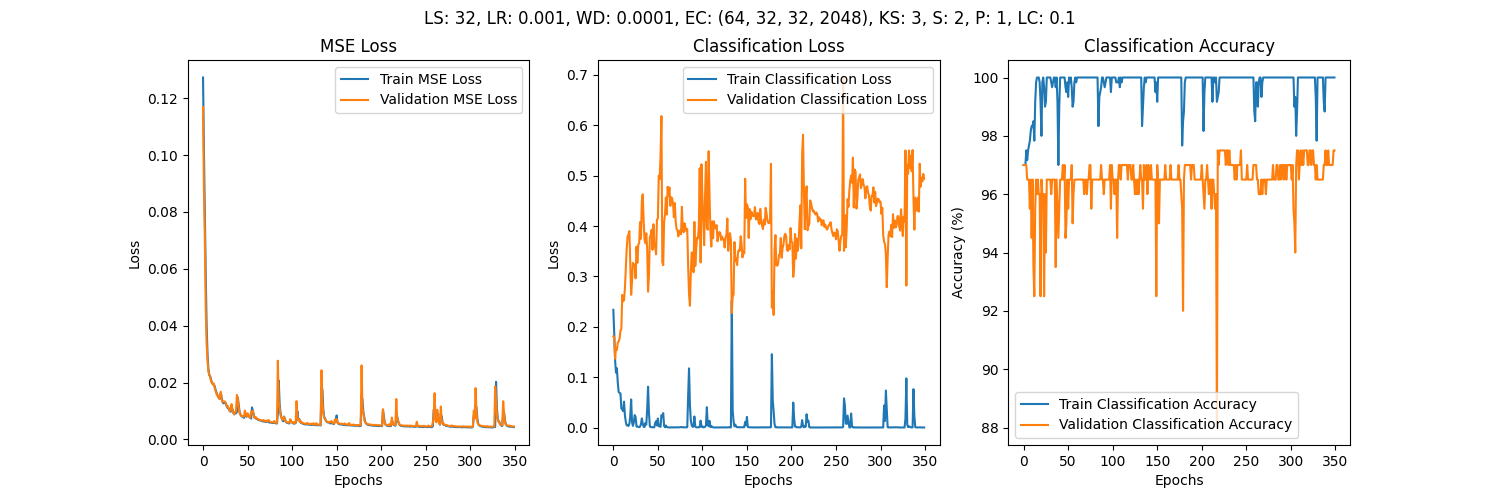 LS: 32, LR: 0.001, WD: 0.0001, EC: (64, 32, 32, 2048), KS: 3, S: 2, P: 1, LC: 0.1
MSE Loss
Train MSE Loss
Validation MSE Loss
Loss
0.12
0.10
0.08
0.06
0.04
0.02
0.00
0 50 100 150 200 250 300 350
Epochs
Classification Loss
Train Classification Loss
Validation Classification Loss
Loss
0.7
0.6
0.5
0.4
0.3
0.2
0.1
0.0
0 50 100 150 200 250 300 350
Epochs
Classification Accuracy
Accuracy (%)
100
98
96
94
92
90
88
Train Classification Accuracy
Validation Classification Accuracy
0 50 100 150 200 250 300 350
Epochs